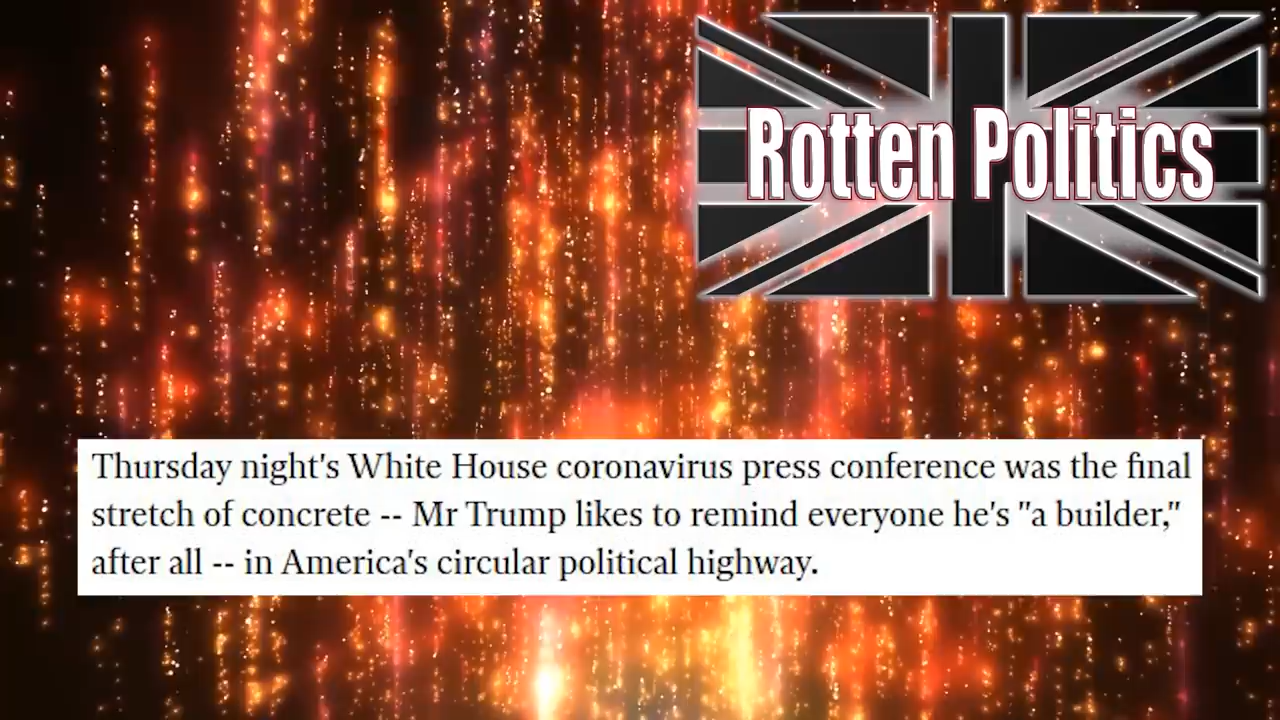 Rotten Politics
Thursday night's White House coronavirus press conference was the final
stretch of concrete -- Mr Trump likes to remind everyone he's "a builder,"
after all -- in America's circular political highway.